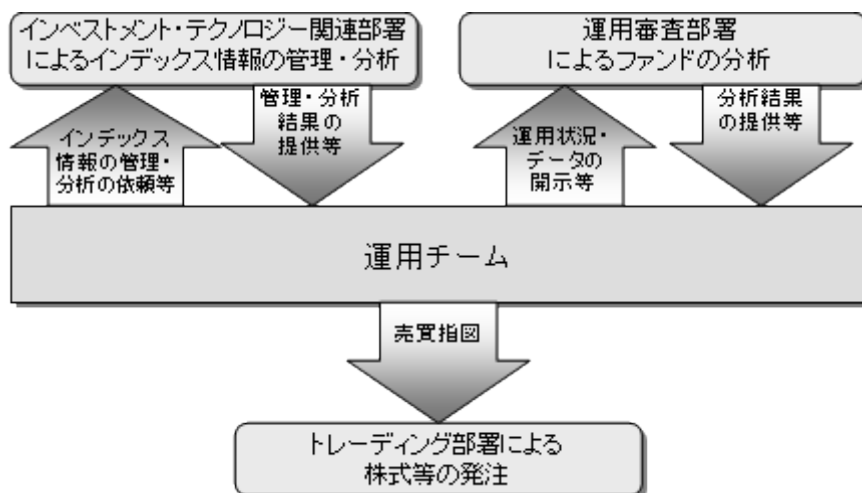 インベストメント・テクノロジー関連部署
によるインデックス情報の管理・分析
運用審査部署
によるファンドの分析
インデックス
情報の管理・
分析の依頼等
管理・分析
結果の
提供等
運用状況・
データの
開示等
分析結果
の提供等
運用チーム
売買指図
トレーディング部署による
株式等の発注